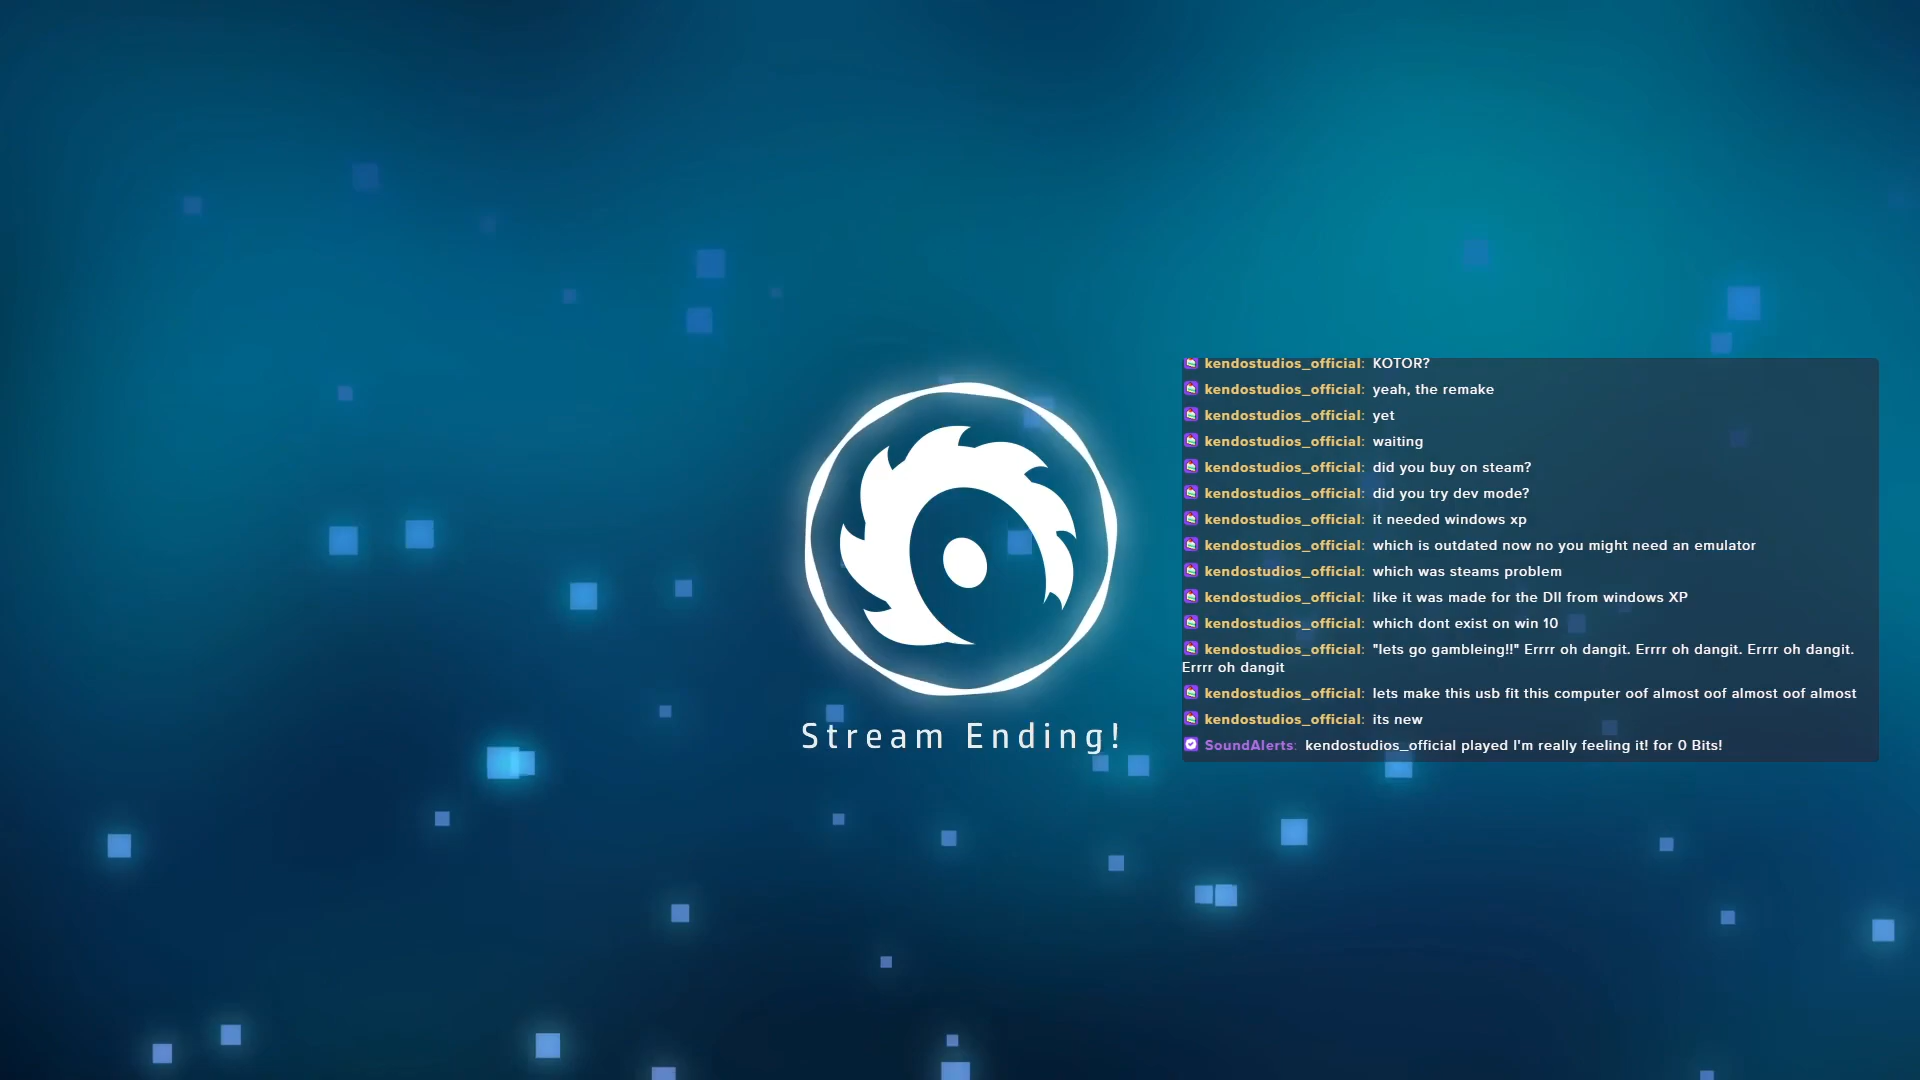 kendostudios_official: KOTOR?
kendostudios_official: yeah, the remake
kendostudios_official: yet
kendostudios_official: waiting
kendostudios_official: did you buy on steam?
kendostudios_official: did you try dev mode?
kendostudios_official: it needed windows xp
kendostudios_official: which is outdated now no you might need an emulator
kendostudios_official: which was steams problem
kendostudios_official: like it was made for the Dll from windows XP
kendostudios_official: which dont exist on win 10
kendostudios_official: "lets go gambleing!!" Errrr oh dangit. Errrr oh dangit. Errrr oh dangit.
Errrr oh dangit
kendostudios_official: lets make this usb fit this computer oof almost oof almost oof almost
kendostudios_official: its new
SoundAlerts: kendostudios_official played I'm really feeling it! for 0 Bits!
Stream Ending!